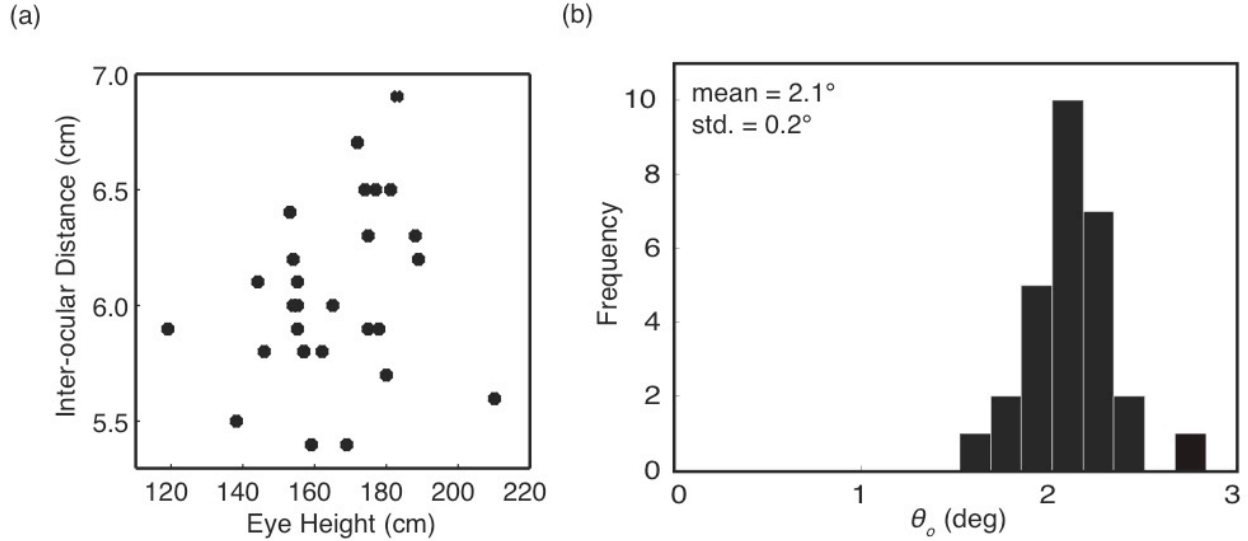 (a)
(b)
7.0
6.5
6.0
5.5
Inter-ocular Distance (cm)
120 140 160 180 200 220
Eye Height (cm)
mean = 2.1°
std. = 0.2°
10
8
6
4
2
0
Frequency
0 1 2 3
θₒ (deg)